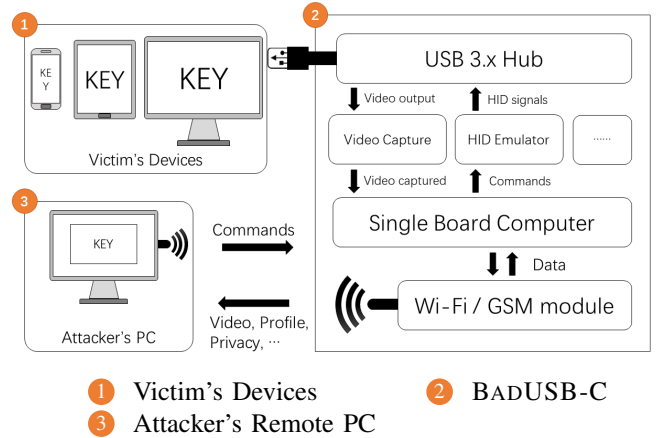 1
KE
Y
KEY
KEY
Victim's Devices
2
USB 3.x Hub
Video output
HID signals
Video Capture
HID Emulator
······
Video captured
Commands
Single Board Computer
Data
Wi-Fi / GSM module
3
KEY
Attacker's PC
Commands
Video, Profile,
Privacy, ···
1 Victim's Devices
2 BADUSB-C
3 Attacker's Remote PC